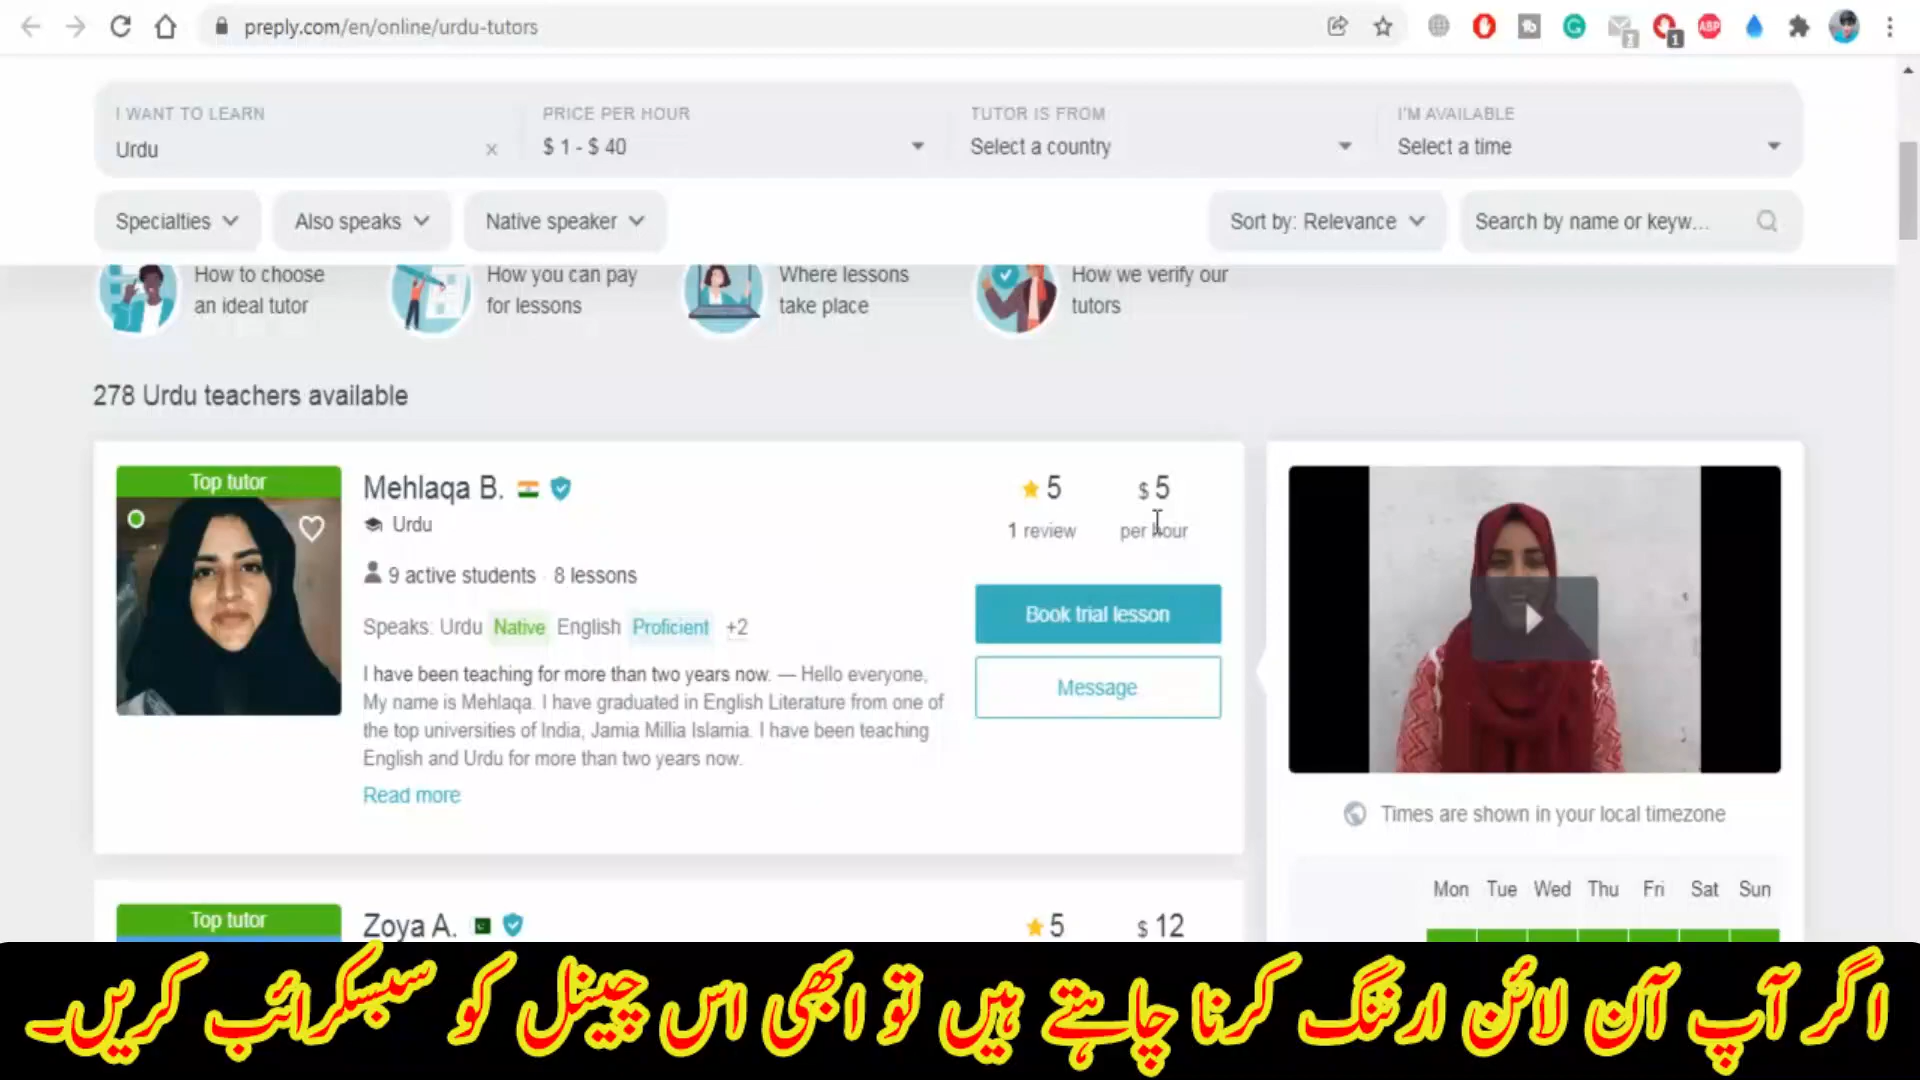 preply.com/en/online/urdu-tutors
1
ABP
I WANT TO LEARN
Urdu
PRICE PER HOUR
$ 1 - $ 40
TUTOR IS FROM
Select a country
I'M AVAILABLE
Select a time
Specialties
Also speaks
Native speaker
Sort by: Relevance
Search by name or keyw...
How to choose
an ideal tutor
How you can pay
for lessons
Where lessons
take place
How we verify our
tutors
278 Urdu teachers available
Top tutor
Mehlaqa B.
Urdu
9 active students · 8 lessons
Speaks: Urdu Native English Proficient +2
I have been teaching for more than two years now. — Hello everyone,
My name is Mehlaqa. I have graduated in English Literature from one of
the top universities of India, Jamia Millia Islamia. I have been teaching
English and Urdu for more than two years now.
Read more
5
1 review
$ 5
per hour
Book trial lesson
Message
Times are shown in your local timezone
Mon Tue Wed Thu Fri Sat Sun
Top tutor
Zoya A.
5
$ 12
اگر آپ آن لائن ارننگ کرنا چاہتے ہیں تو ابھی اس چینل کو سبسکرائب کریں۔